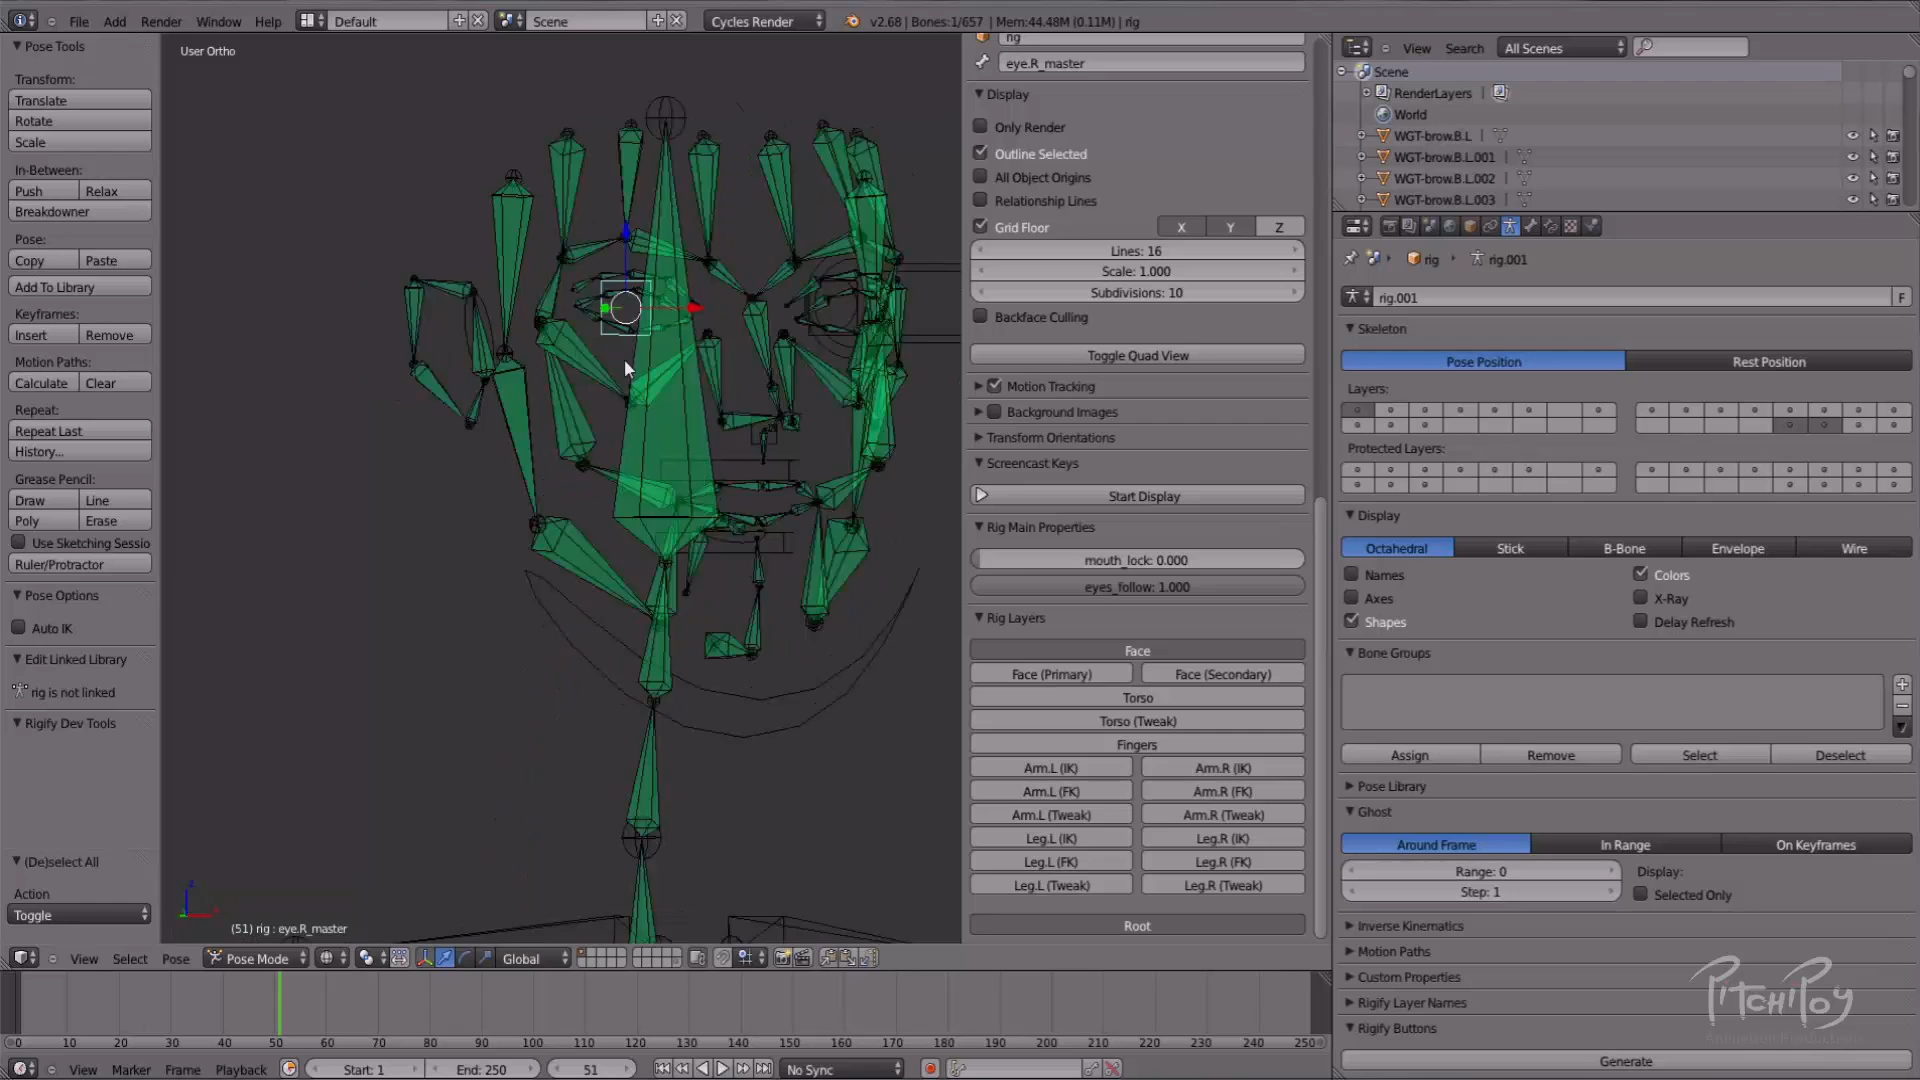 File Add Render Window Help Default Scene Cycles Render v2.68 | Bones:1/657 | Mem:44.48M (0.11M) | rig
Pose Tools
Transform:
Translate
Rotate
Scale
In-Between:
Push Relax
Breakdowner
Pose:
Copy Paste
Add To Library
Keyframes:
Insert Remove
Motion Paths:
Calculate Clear
Repeat:
Repeat Last
History...
Grease Pencil:
Draw Line
Poly Erase
Use Sketching Sessio
Ruler/Protractor
Pose Options
Auto IK
Edit Linked Library
rig is not linked
Rigify Dev Tools
(De)select All
Action
Toggle
User Ortho
(51) rig : eye.R_master
rig
eye.R_master
Display
Only Render
Outline Selected
All Object Origins
Relationship Lines
Grid Floor X Y Z
Lines: 16
Scale: 1.000
Subdivisions: 10
Backface Culling
Toggle Quad View
Motion Tracking
Background Images
Transform Orientations
Screencast Keys
Start Display
Rig Main Properties
mouth_lock: 0.000
eyes_follow: 1.000
Rig Layers
Face
Face (Primary) Face (Secondary)
Torso
Torso (Tweak)
Fingers
Arm.L (IK) Arm.R (IK)
Arm.L (FK) Arm.R (FK)
Arm.L (Tweak) Arm.R (Tweak)
Leg.L (IK) Leg.R (IK)
Leg.L (FK) Leg.R (FK)
Leg.L (Tweak) Leg.R (Tweak)
Root
View Search All Scenes
Scene
RenderLayers
World
WGT-brow.B.L
WGT-brow.B.L.001
WGT-brow.B.L.002
WGT-brow.B.L.003
rig rig.001
rig.001 F
Skeleton
Pose Position Rest Position
Layers:
Protected Layers:
Display
Octahedral Stick B-Bone Envelope Wire
Names Colors
Axes X-Ray
Shapes Delay Refresh
Bone Groups
Assign Remove Select Deselect
Pose Library
Ghost
Around Frame In Range On Keyframes
Range: 0 Display:
Step: 1 Selected Only
Inverse Kinematics
Motion Paths
Custom Properties
Rigify Layer Names
Rigify Buttons
Generate
PitchiPoy
View Select Pose Pose Mode Global
0 10 20 30 40 50 60 70 80 90 100 110 120 130 140 150 160 170 180 190 200 210 220 230 240 250
View Marker Frame Playback Start: 1 End: 250 51 No Sync